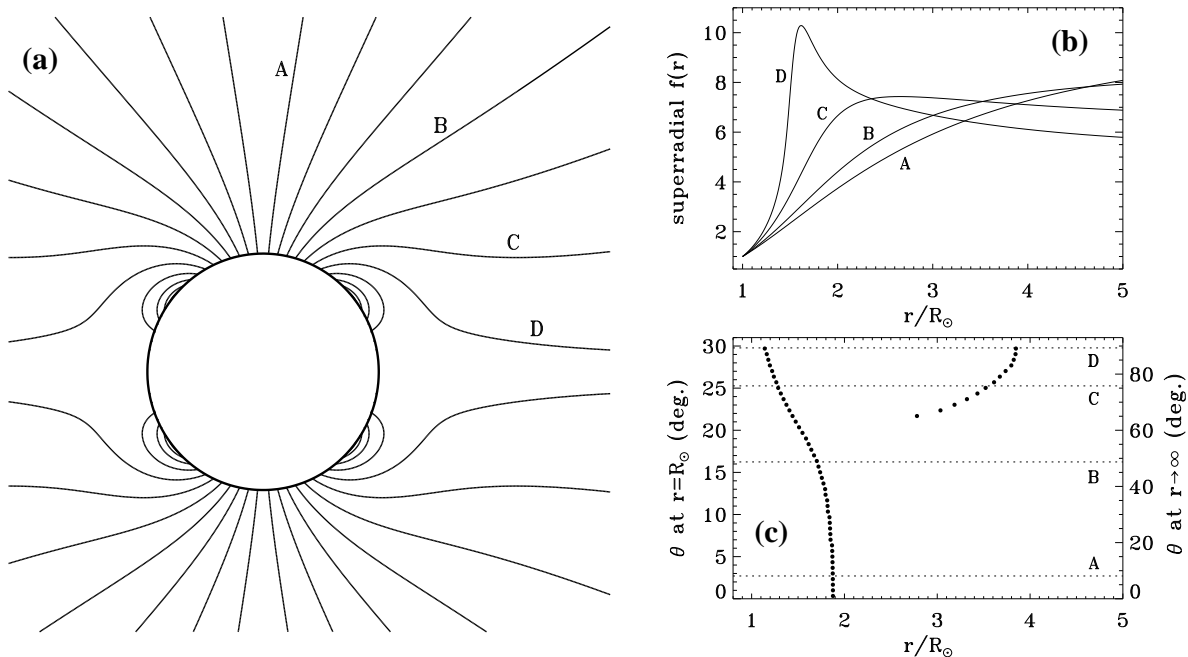 (a)
A
B
C
D
(b)
superradial f(r)
10
8
6
4
2
D
C
B
A
1
2
3
4
5
r/R☉
(c)
θ at r=R☉ (deg.)
30
25
20
15
10
5
0
D
C
B
A
80
60
40
20
0
θ at r→∞ (deg.)
1
2
3
4
5
r/R☉